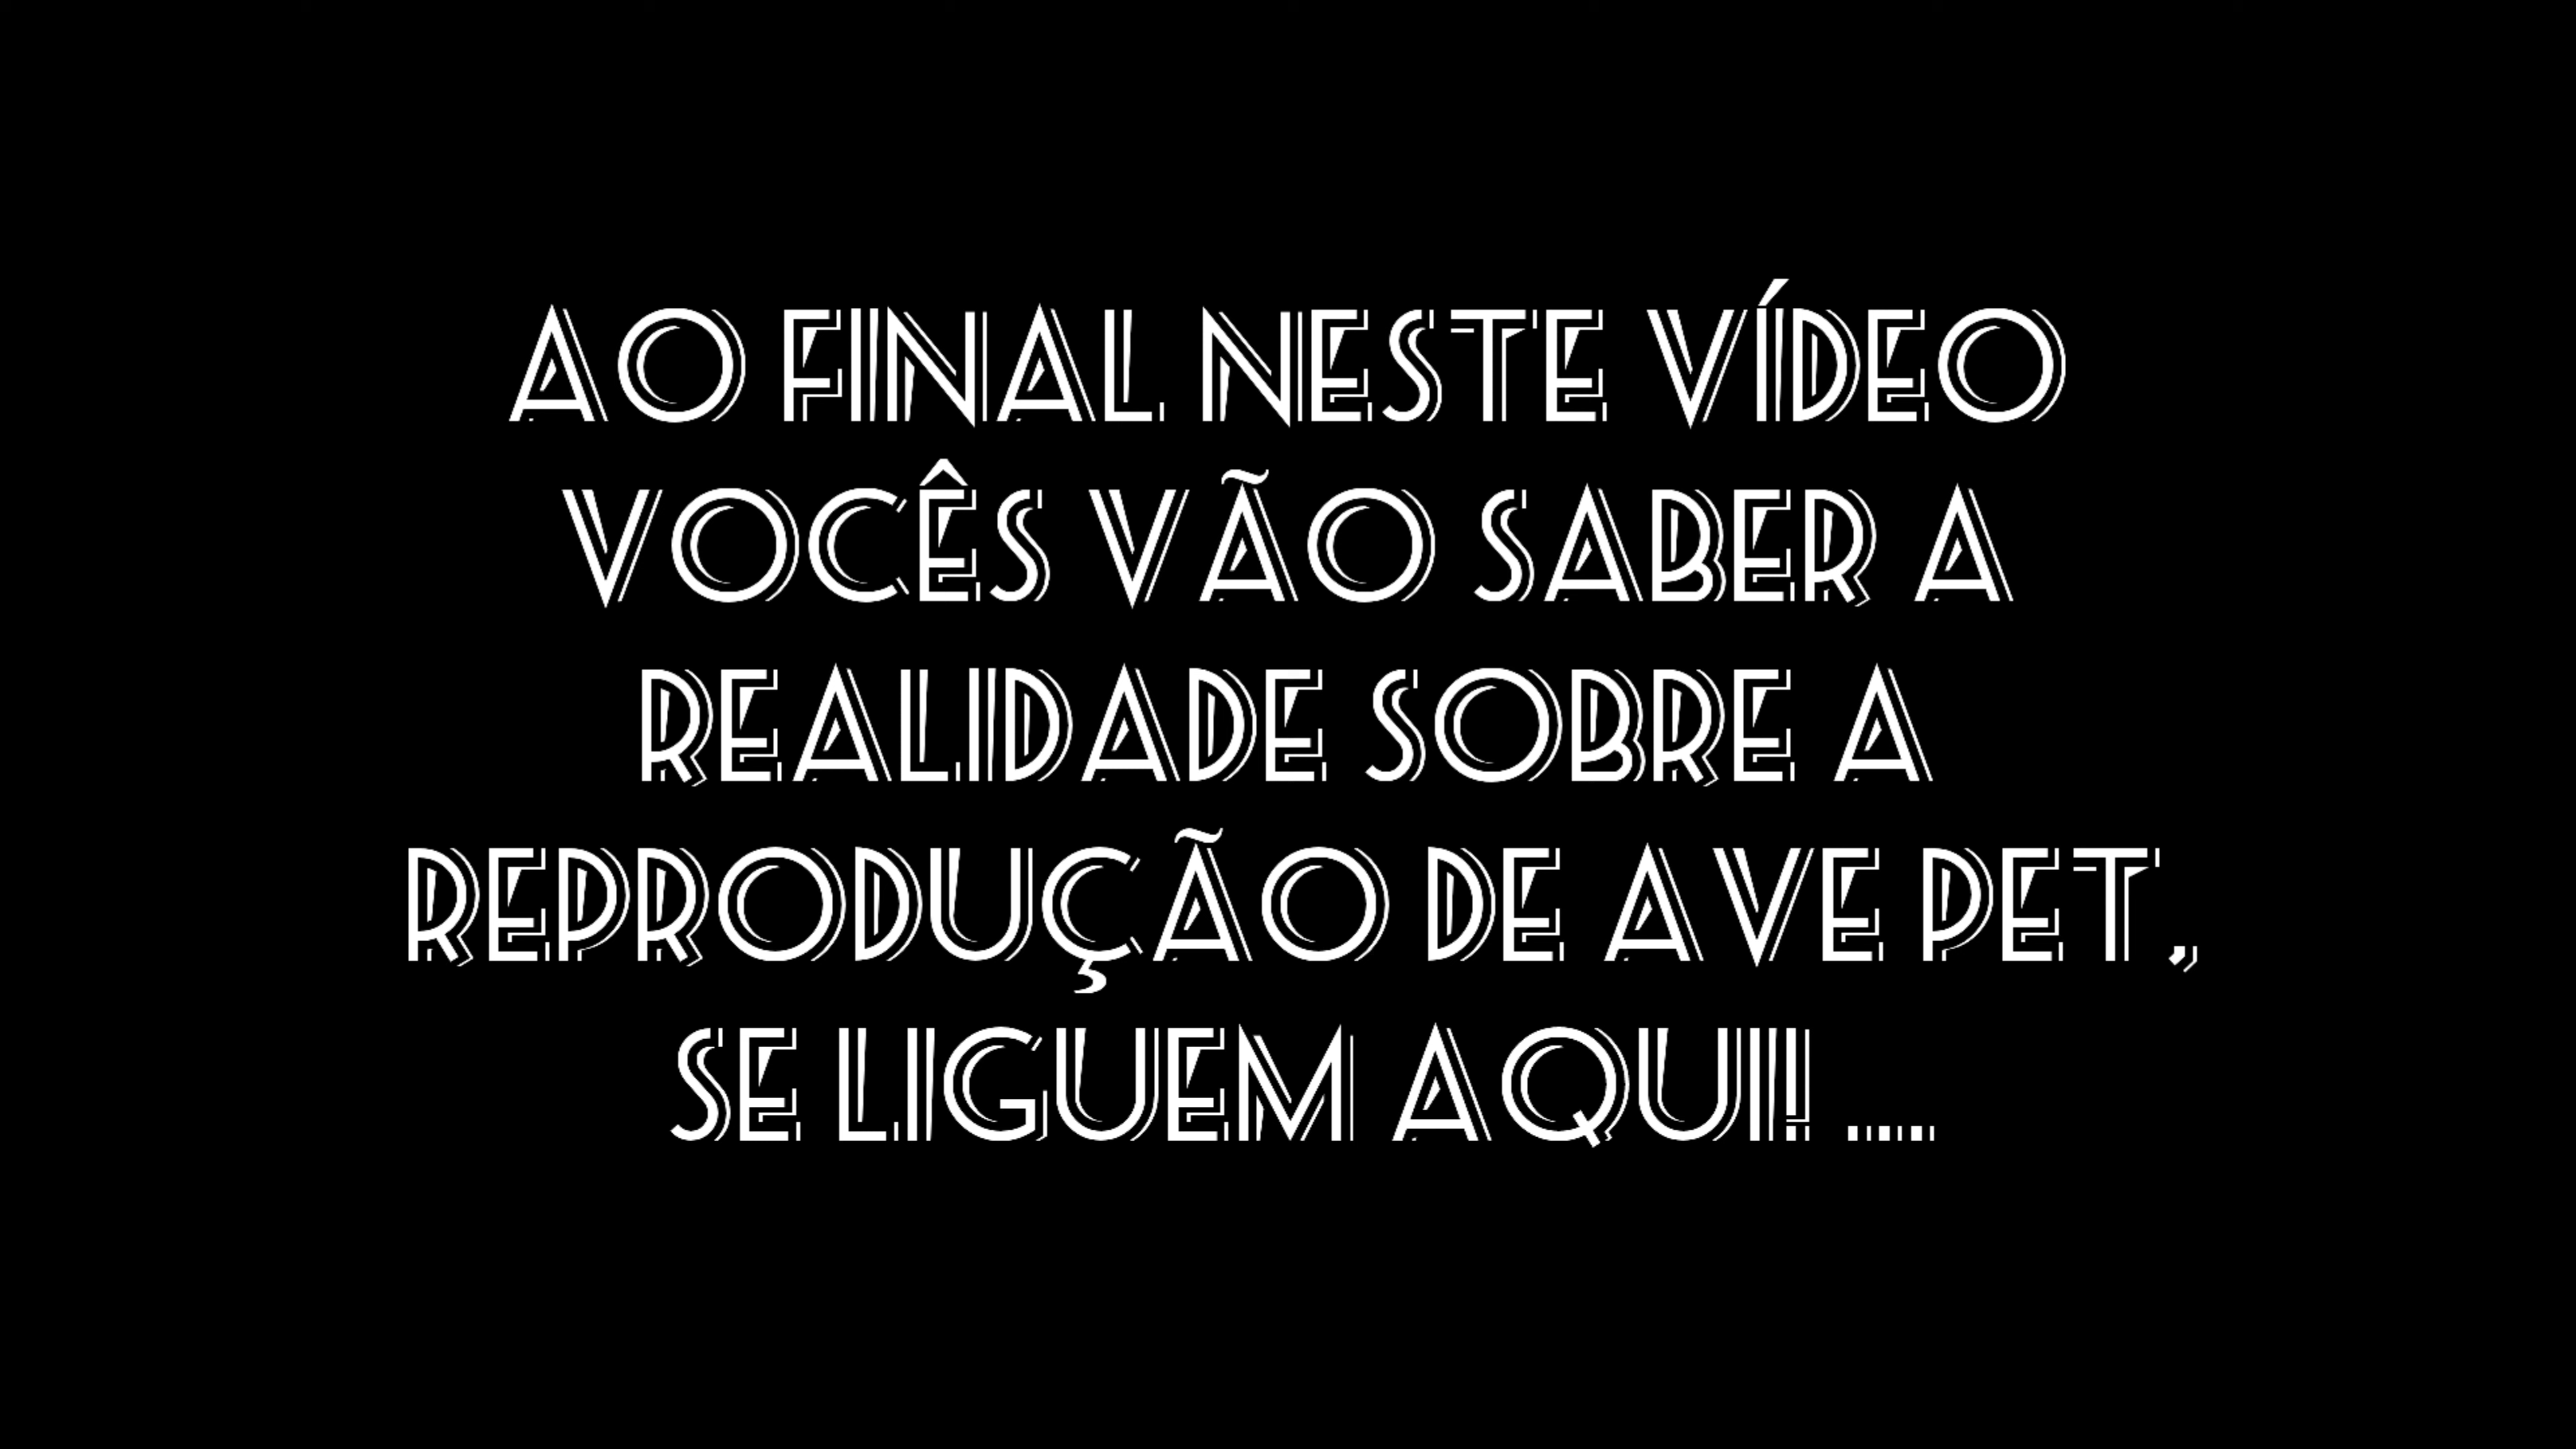 AO FINAL NESTE VÍDEO
VOCÊS VÃO SABER A
REALIDADE SOBRE A
REPRODUÇÃO DE AVE PET,
SE LIGUEM AQUI! .....